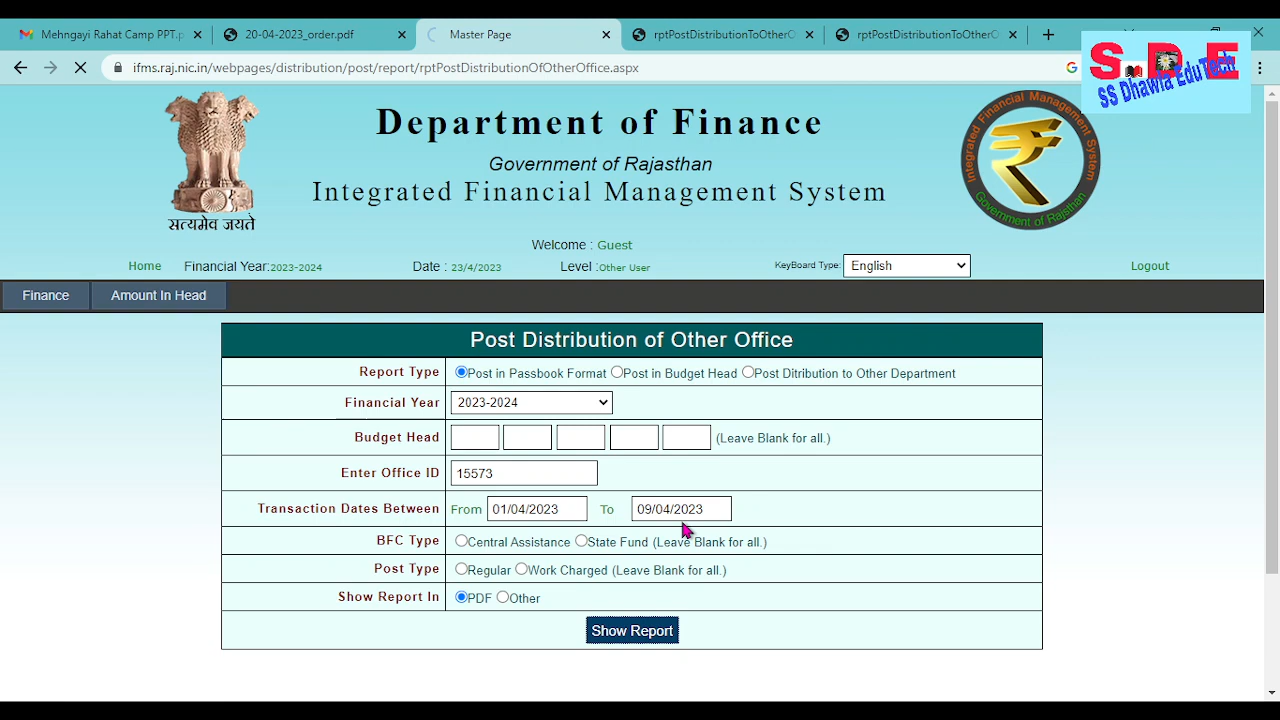 Mehngayi Rahat Camp PPT.p
20-04-2023_order.pdf
Master Page
rptPostDistributionToOtherO
rptPostDistributionToOtherO
ifms.raj.nic.in/webpages/distribution/post/report/rptPostDistributionOfOtherOffice.aspx
SDE
SS Dhawla EduTech
Department of Finance
Government of Rajasthan
Integrated Financial Management System
सत्यमेव जयते
Integrated Financial Management System
Government of Rajasthan
Welcome : Guest
Home Financial Year:2023-2024 Date : 23/4/2023 Level :Other User KeyBoard Type: English Logout
Finance Amount In Head
Post Distribution of Other Office
Report Type Post in Passbook Format Post in Budget Head Post Ditribution to Other Department
Financial Year 2023-2024
Budget Head (Leave Blank for all.)
Enter Office ID 15573
Transaction Dates Between From 01/04/2023 To 09/04/2023
BFC Type Central Assistance State Fund (Leave Blank for all.)
Post Type Regular Work Charged (Leave Blank for all.)
Show Report In PDF Other
Show Report